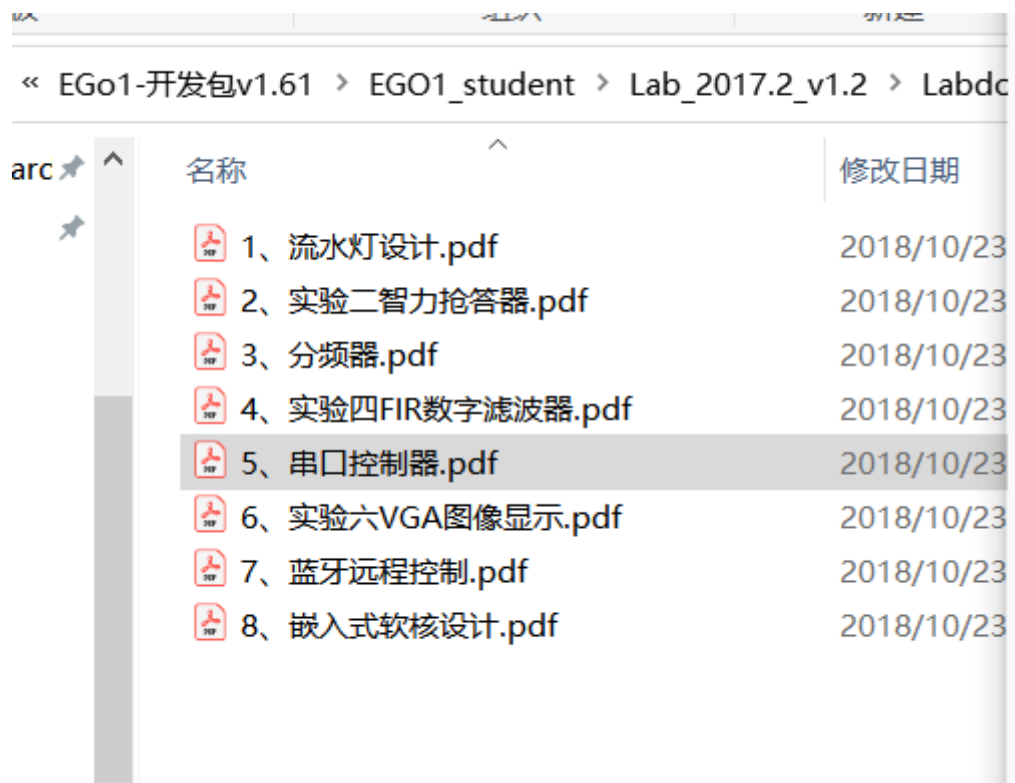 « EGo1-开发包v1.61 > EGO1_student > Lab_2017.2_v1.2 > Labdc
arc
名称 修改日期
1、流水灯设计.pdf 2018/10/23
2、实验二智力抢答器.pdf 2018/10/23
3、分频器.pdf 2018/10/23
4、实验四FIR数字滤波器.pdf 2018/10/23
5、串口控制器.pdf 2018/10/23
6、实验六VGA图像显示.pdf 2018/10/23
7、蓝牙远程控制.pdf 2018/10/23
8、嵌入式软核设计.pdf 2018/10/23